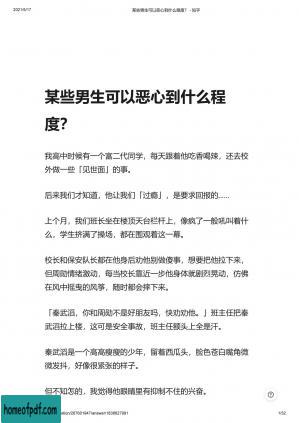 2021/5/17
某些男生可以恶心到什么程度? - 知乎
某些男生可以恶心到什么程
度?
我高中时候有一个富二代同学，每天跟着他吃香喝辣，还去校
外做一些「见世面」的事。
后来我们才知道，他让我们「过瘾」，是要求回报的......
上个月，我们班长坐在楼顶天台栏杆上，像疯了一般吼叫着什
么，学生挤满了操场，都在围观着这一幕。
校长和保安队长都在他身后劝他别做傻事，想要把他拉下来，
但周勋情绪激动，每当校长靠近一步他身体就剧烈晃动，仿佛
在风中摇曳的风筝，随时都会摔下来。
「秦武滔，你和周勋不是好朋友吗，快劝劝他。」班主任把秦
武滔拉上楼，这可是安全事故，班主任额头上全是汗。
秦武滔是一个高高瘦瘦的少年，留着西瓜头，脸色苍白嘴角微
微发抖，好像很紧张的样子。
但不知怎的，我觉得他眼睛里有抑制不住的兴奋。
homeofpdf.com
1/52